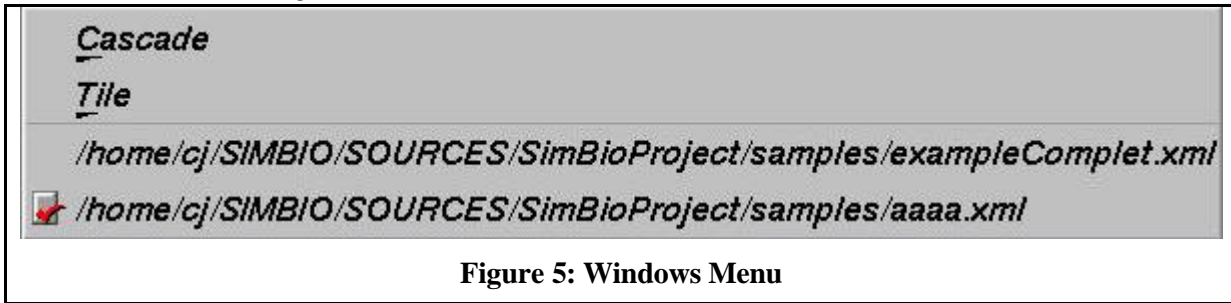 Cascade
Tile
/home/cj/SIMBIO/SOURCES/SimBioProject/samples/exampleComplet.xml
/home/cj/SIMBIO/SOURCES/SimBioProject/samples/aaaa.xml
Figure 5: Windows Menu